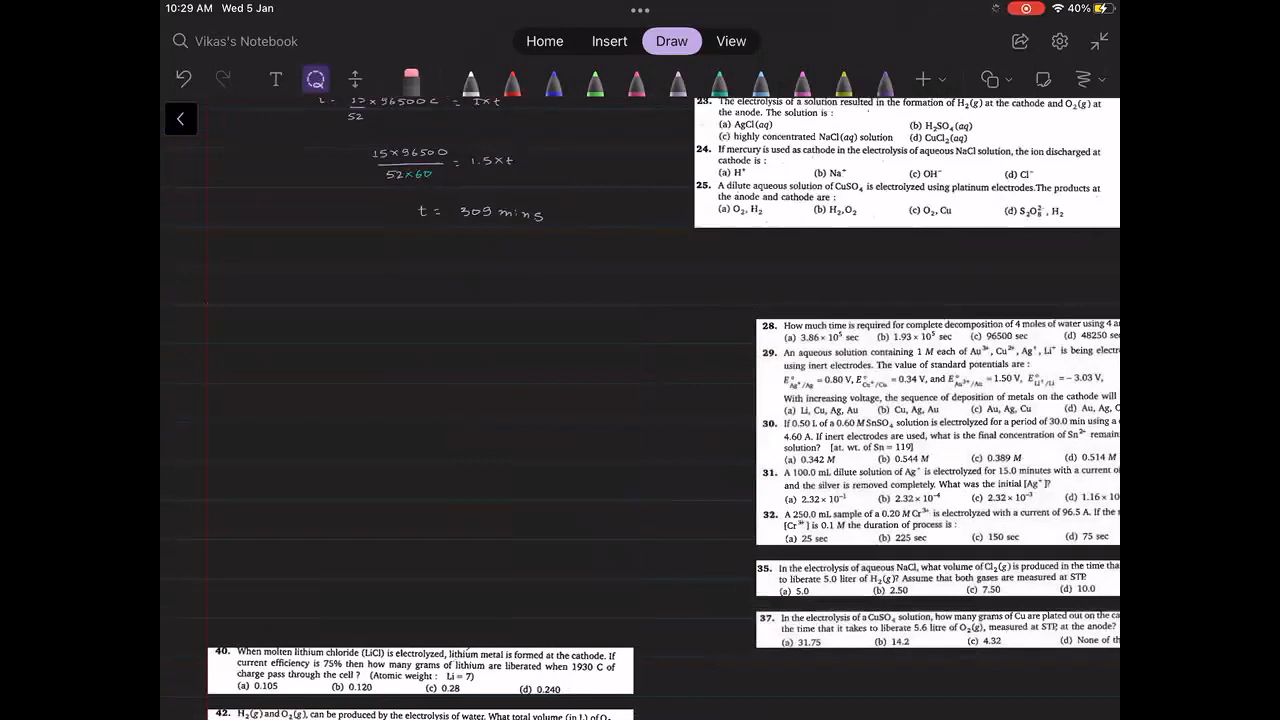 10:29 AM Wed 5 Jan
40%
Vikas's Notebook
Home Insert Draw View
15×96500
52
15×96500 = 1.5×t
52×60
t = 309 mins
23. The electrolysis of a solution resulted in the formation of H₂(g) at the cathode and O₂(g) at
the anode. The solution is :
(a) AgCl(aq) (b) H₂SO₄(aq)
(c) highly concentrated NaCl(aq) solution (d) CuCl₂(aq)
24. If mercury is used as cathode in the electrolysis of aqueous NaCl solution, the ion discharged at
cathode is :
(a) H⁺ (b) Na⁺ (c) OH⁻ (d) Cl⁻
25. A dilute aqueous solution of CuSO₄ is electrolyzed using platinum electrodes.The products at
the anode and cathode are :
(a) O₂, H₂ (b) H₂,O₂ (c) O₂, Cu (d) S₂O₈²⁻, H₂
28. How much time is required for complete decomposition of 4 moles of water using 4
(a) 3.86 × 10⁵ sec (b) 1.93 × 10⁵ sec (c) 96500 sec (d) 48250
29. An aqueous solution containing 1 M each of Au³⁺, Cu²⁺, Ag⁺, Li⁺ is being
using inert electrodes. The value of standard potentials are :
E°Ag⁺/Ag = 0.80 V, E° = 0.34 V, and E°Au³⁺/Au = 1.50 V, E°Li⁺/Li = − 3.03 V,
With increasing voltage, the sequence of deposition of metals on the cathode will
(a) Li, Cu, Ag, Au (b) Cu, Ag, Au (c) Au, Ag, Cu (d) Au, Ag,
30. If 0.50 L of a 0.60 M SnSO₄ solution is electrolyzed for a period of 30.0 min using a
4.60 A. If inert electrodes are used, what is the final concentration of Sn²⁺ remain
solution? [at. wt. of Sn = 119]
(a) 0.342 M (b) 0.544 M (c) 0.389 M (d) 0.514 M
31. A 100.0 mL dilute solution of Ag⁺ is electrolyzed for 15.0 minutes with a current
and the silver is removed completely. What was the initial [Ag⁺]?
(a) 2.32 × 10⁻¹ (b) 2.32 × 10⁻⁴ (c) 2.32 × 10⁻³ (d) 1.16 × 10
32. A 250.0 mL sample of a 0.20 M Cr³⁺ is electrolyzed with a current of 96.5 A. If the
[Cr³⁺] is 0.1 M the duration of process is :
(a) 25 sec (b) 225 sec (c) 150 sec (d) 75 sec
35. In the electrolysis of aqueous NaCl, what volume of Cl₂(g) is produced in the time
to liberate 5.0 liter of H₂(g)? Assume that both gases are measured at STP.
(a) 5.0 (b) 2.50 (c) 7.50 (d) 10.0
37. In the electrolysis of a CuSO₄ solution, how many grams of Cu are plated out on the
the time that it takes to liberate 5.6 litre of O₂(g), measured at STP, at the anode?
(a) 31.75 (b) 14.2 (c) 4.32 (d) None of
40. When molten lithium chloride (LiCl) is electrolyzed, lithium metal is formed at the cathode. If
current efficiency is 75% then how many grams of lithium are liberated when 1930 C of
charge pass through the cell ? (Atomic weight : Li = 7)
(a) 0.105 (b) 0.120 (c) 0.28 (d) 0.240
42. H₂(g) and O₂(g), can be produced by the electrolysis of water. What total volume (in L) of O₂